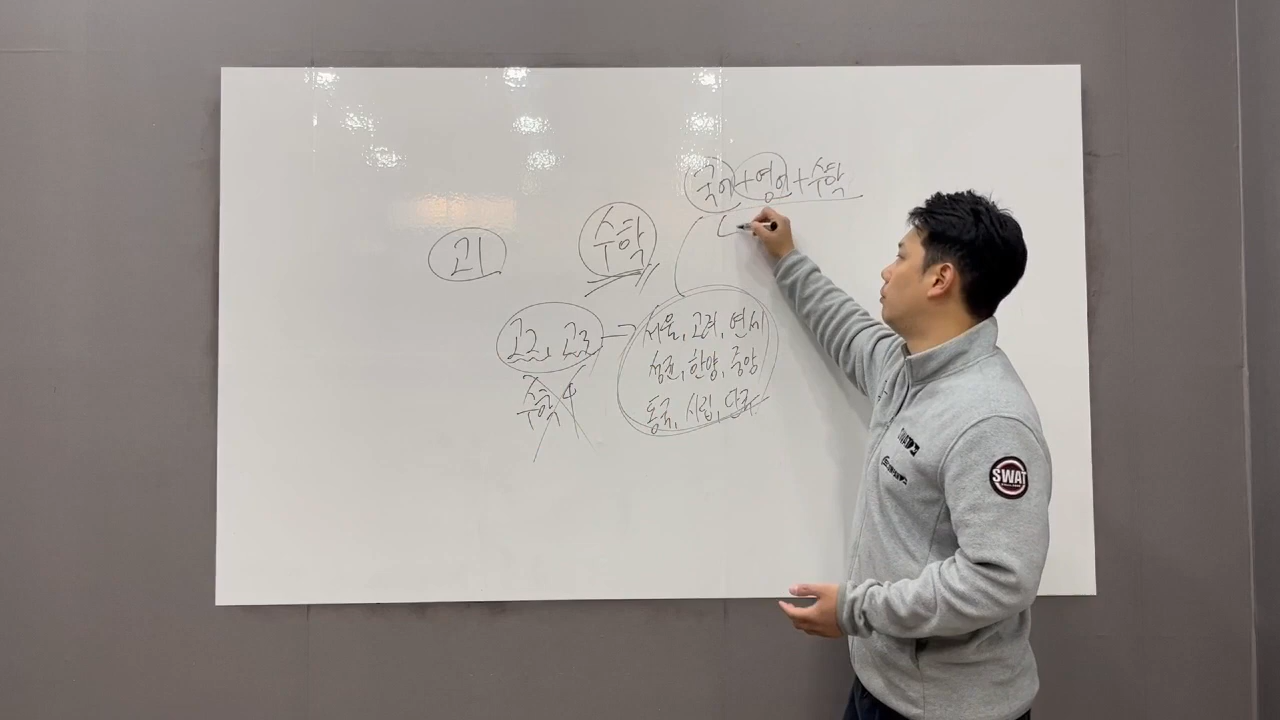 국어+영어+수학
고1
수학
고2, 고3
서울, 고려, 연세
성균, 한양, 중앙
동국, 시립, 단국
수학
SWAT